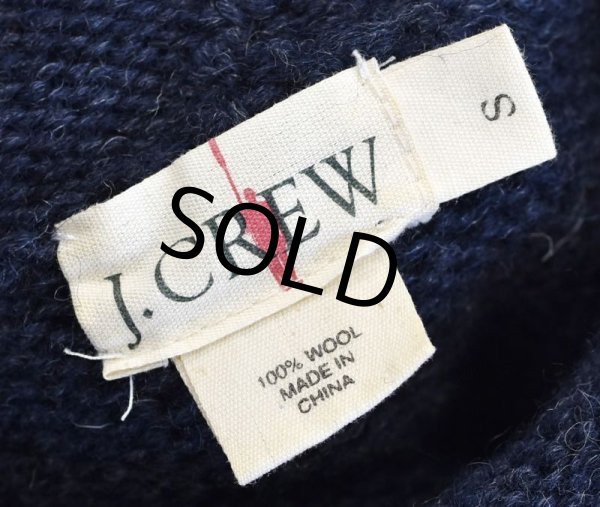 J.CREW
S
SOLD
100% WOOL
MADE IN
CHINA